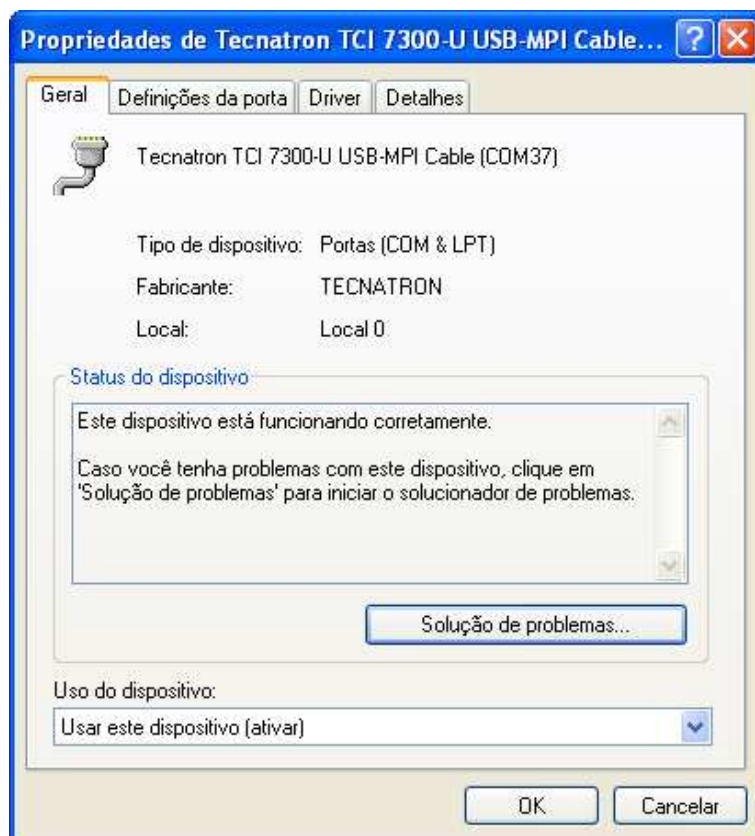 Propriedades de Tecnatron TCI 7300-U USB-MPI Cable...
Geral
Definições da porta
Driver
Detalhes
Tecnatron TCI 7300-U USB-MPI Cable (COM37)
Tipo de dispositivo: Portas (COM & LPT)
Fabricante: TECNATRON
Local: Local 0
Status do dispositivo
Este dispositivo está funcionando corretamente.
Caso você tenha problemas com este dispositivo, clique em
'Solução de problemas' para iniciar o solucionador de problemas.
Solução de problemas...
Uso do dispositivo:
Usar este dispositivo (ativar)
OK
Cancelar